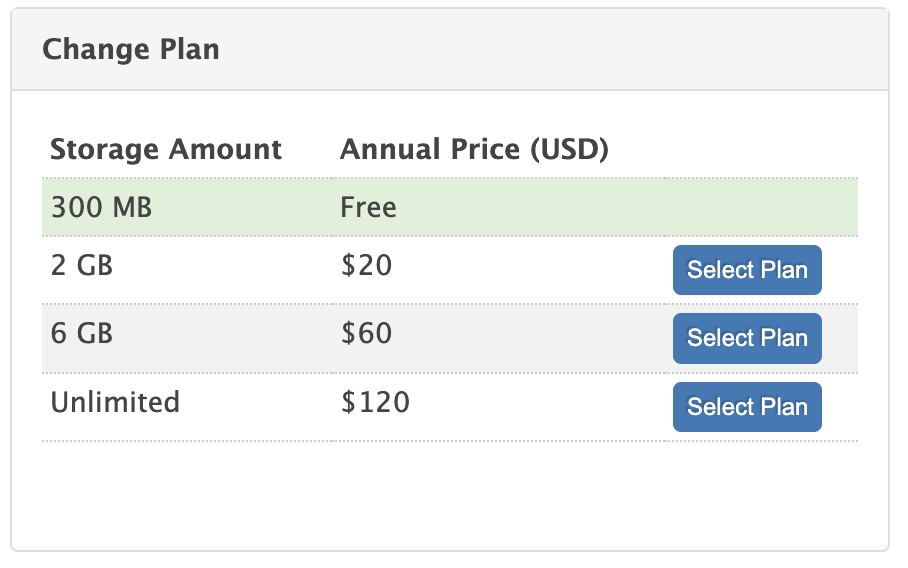 Change Plan
Storage Amount Annual Price (USD)
300 MB Free
2 GB $20 Select Plan
6 GB $60 Select Plan
Unlimited $120 Select Plan